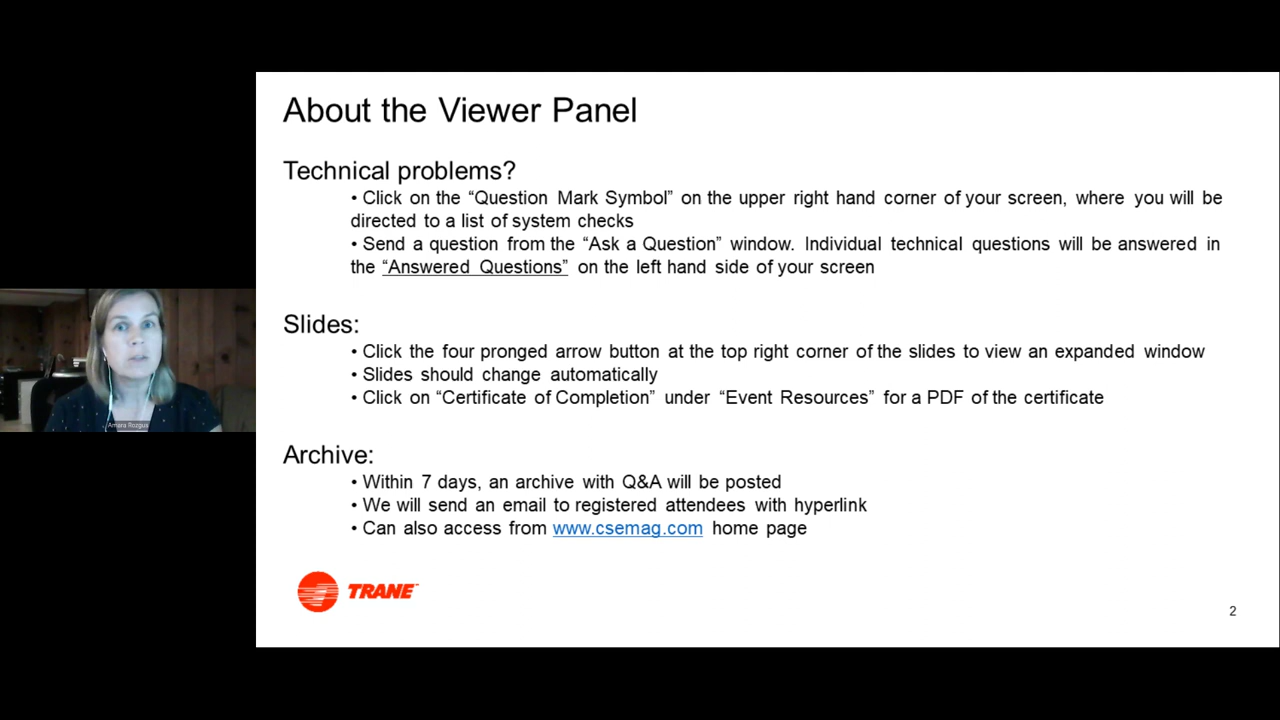 About the Viewer Panel
Technical problems?
• Click on the “Question Mark Symbol” on the upper right hand corner of your screen, where you will be
directed to a list of system checks
• Send a question from the “Ask a Question” window. Individual technical questions will be answered in
the “Answered Questions” on the left hand side of your screen
Slides:
• Click the four pronged arrow button at the top right corner of the slides to view an expanded window
• Slides should change automatically
• Click on “Certificate of Completion” under “Event Resources” for a PDF of the certificate
Archive:
• Within 7 days, an archive with Q&A will be posted
• We will send an email to registered attendees with hyperlink
• Can also access from www.csemag.com home page
TRANE
2
Amara Rozgus